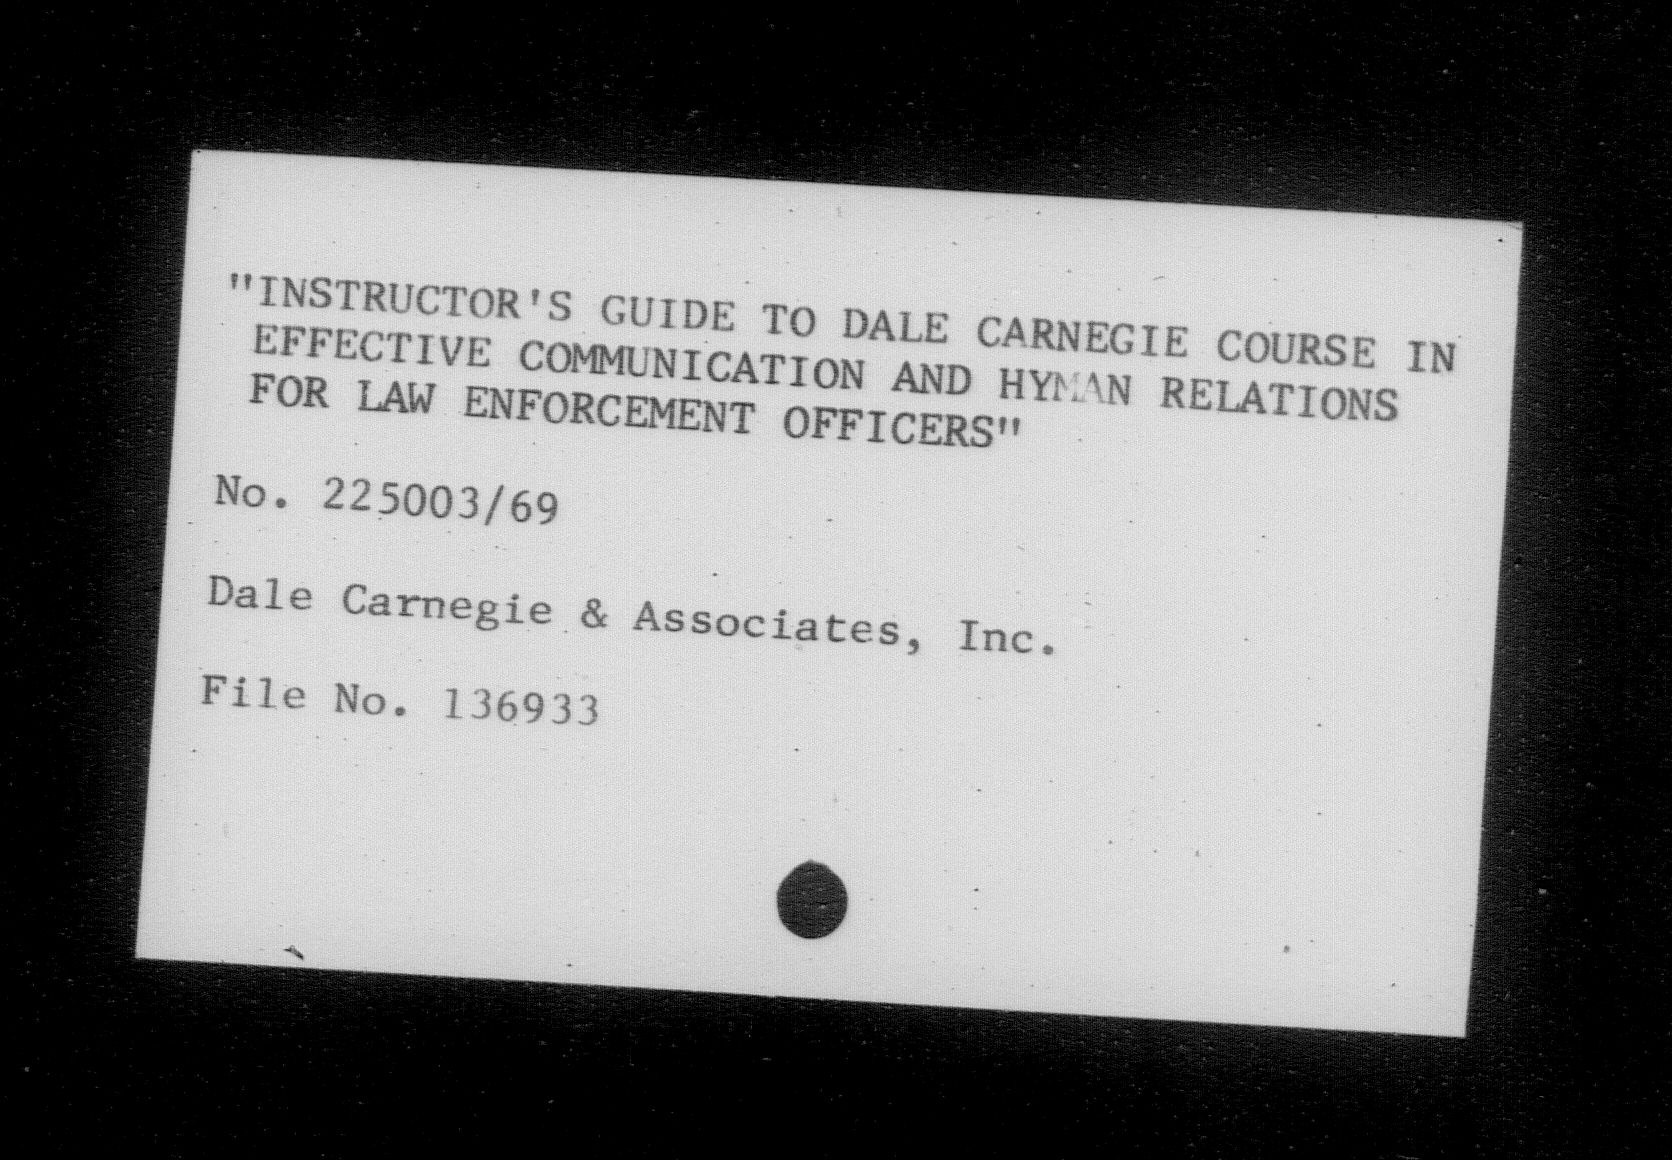 "INSTRUCTOR'S GUIDE TO DALE CARNEGIE COURSE IN
EFFECTIVE COMMUNICATION AND HYMAN RELATIONS
FOR LAW ENFORCEMENT OFFICERS"
No. 225003/69
Dale Carnegie & Associates, Inc.
File No. 136933